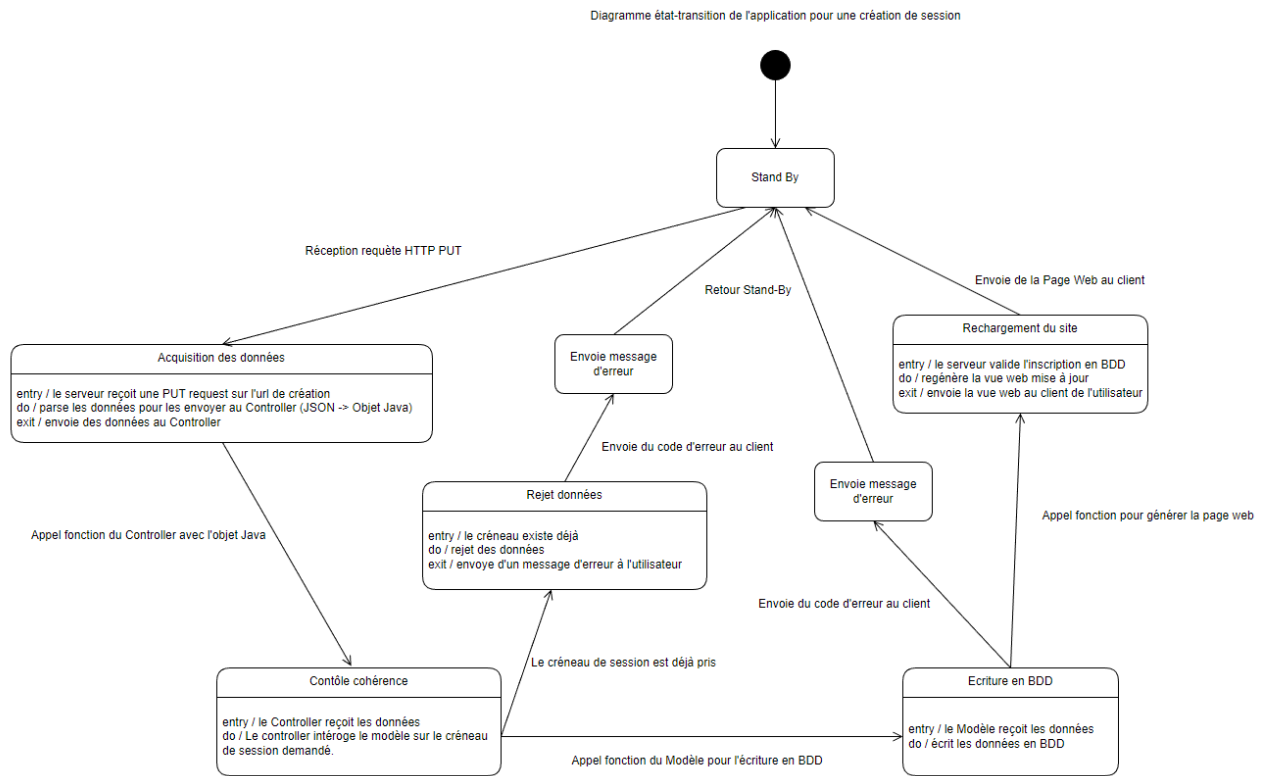 Diagramme état-transition de l'application pour une création de session
Stand By
Réception requète HTTP PUT
Retour Stand-By
Envoie de la Page Web au client
Acquisition des données
entry / le serveur reçoit une PUT request sur l'url de création
do / parse les données pour les envoyer au Controller (JSON -> Objet Java)
exit / envoie des données au Controller
Envoie message
d'erreur
Rechargement du site
entry / le serveur valide l'inscription en BDD
do / regénère la vue web mise à jour
exit / envoie la vue web au client de l'utilisateur
Envoie du code d'erreur au client
Envoie message
d'erreur
Appel fonction du Controller avec l'objet Java
Rejet données
entry / le créneau existe déjà
do / rejet des données
exit / envoye d'un message d'erreur à l'utilisateur
Appel fonction pour générer la page web
Envoie du code d'erreur au client
Le créneau de session est déjà pris
Contôle cohérence
entry / le Controller reçoit les données
do / Le controller intéroge le modèle sur le créneau
de session demandé.
Appel fonction du Modèle pour l'écriture en BDD
Ecriture en BDD
entry / le Modèle reçoit les données
do / écrit les données en BDD